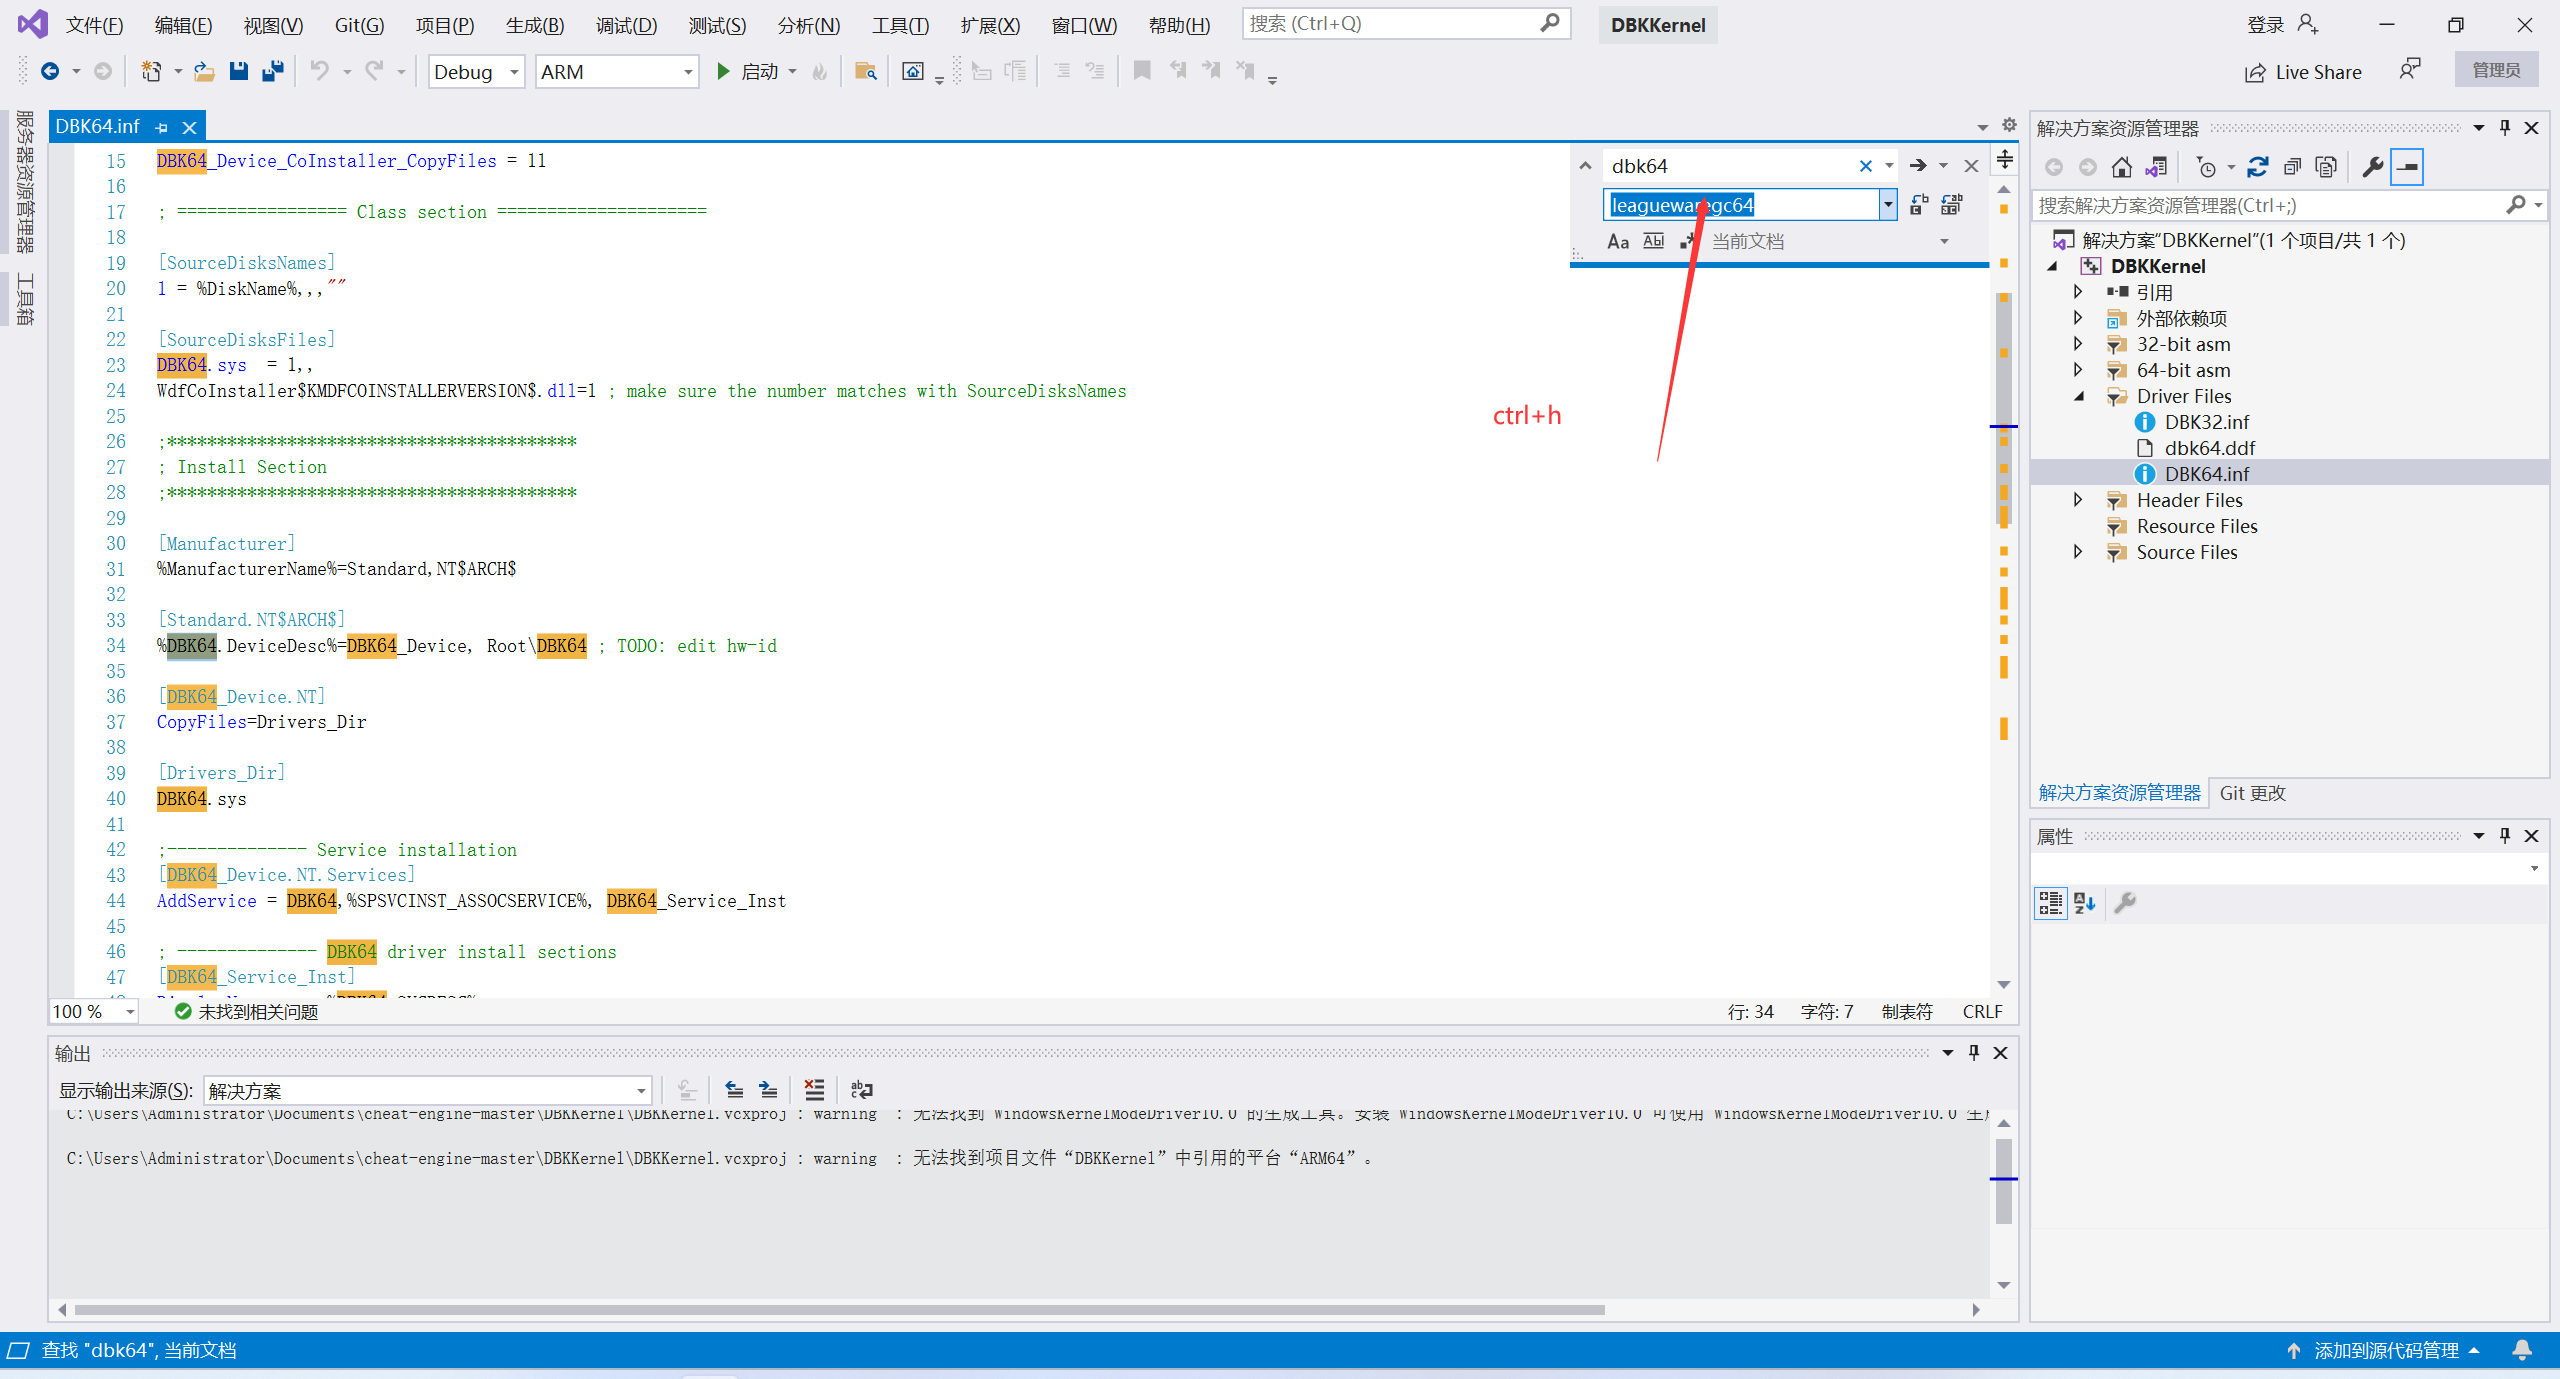 文件(F) 编辑(E) 视图(V) Git(G) 项目(P) 生成(B) 调试(D) 测试(S) 分析(N) 工具(T) 扩展(X) 窗口(W) 帮助(H) 搜索 (Ctrl+Q) DBKKernel 登录
Debug ARM 启动 Live Share 管理员
服务器资源管理器
工具箱
DBK64.inf
15 DBK64_Device_CoInstaller_CopyFiles = 11
16
17 ; ================= Class section =====================
18
19 [SourceDisksNames]
20 1 = %DiskName%,,,""
21
22 [SourceDisksFiles]
23 DBK64.sys  = 1,,
24 WdfCoInstaller$KMDFCOINSTALLERVERSION$.dll=1 ; make sure the number matches with SourceDisksNames
25
26 ;*****************************************
27 ; Install Section
28 ;*****************************************
29
30 [Manufacturer]
31 %ManufacturerName%=Standard,NT$ARCH$
32
33 [Standard.NT$ARCH$]
34 %DBK64.DeviceDesc%=DBK64_Device, Root\DBK64 ; TODO: edit hw-id
35
36 [DBK64_Device.NT]
37 CopyFiles=Drivers_Dir
38
39 [Drivers_Dir]
40 DBK64.sys
41
42 ;-------------- Service installation
43 [DBK64_Device.NT.Services]
44 AddService = DBK64,%SPSVCINST_ASSOCSERVICE%, DBK64_Service_Inst
45
46 ; -------------- DBK64 driver install sections
47 [DBK64_Service_Inst]
dbk64
leaguewaregc64
Aa Abl .* 当前文档
ctrl+h
100 % 未找到相关问题 行: 34 字符: 7 制表符 CRLF
输出
显示输出来源(S): 解决方案
C:\Users\Administrator\Documents\cheat-engine-master\DBKKernel\DBKKernel.vcxproj : warning  : 无法找到 WindowsKernelModeDriver10.0 的生成工具。安装 WindowsKernelModeDriver10.0 可使用 WindowsKernelModeDriver10.0 生
C:\Users\Administrator\Documents\cheat-engine-master\DBKKernel\DBKKernel.vcxproj : warning  : 无法找到项目文件“DBKKernel”中引用的平台“ARM64”。
解决方案资源管理器
搜索解决方案资源管理器(Ctrl+;)
解决方案“DBKKernel”(1 个项目/共 1 个)
DBKKernel
引用
外部依赖项
32-bit asm
64-bit asm
Driver Files
DBK32.inf
dbk64.ddf
DBK64.inf
Header Files
Resource Files
Source Files
解决方案资源管理器 Git 更改
属性
查找 "dbk64", 当前文档 添加到源代码管理